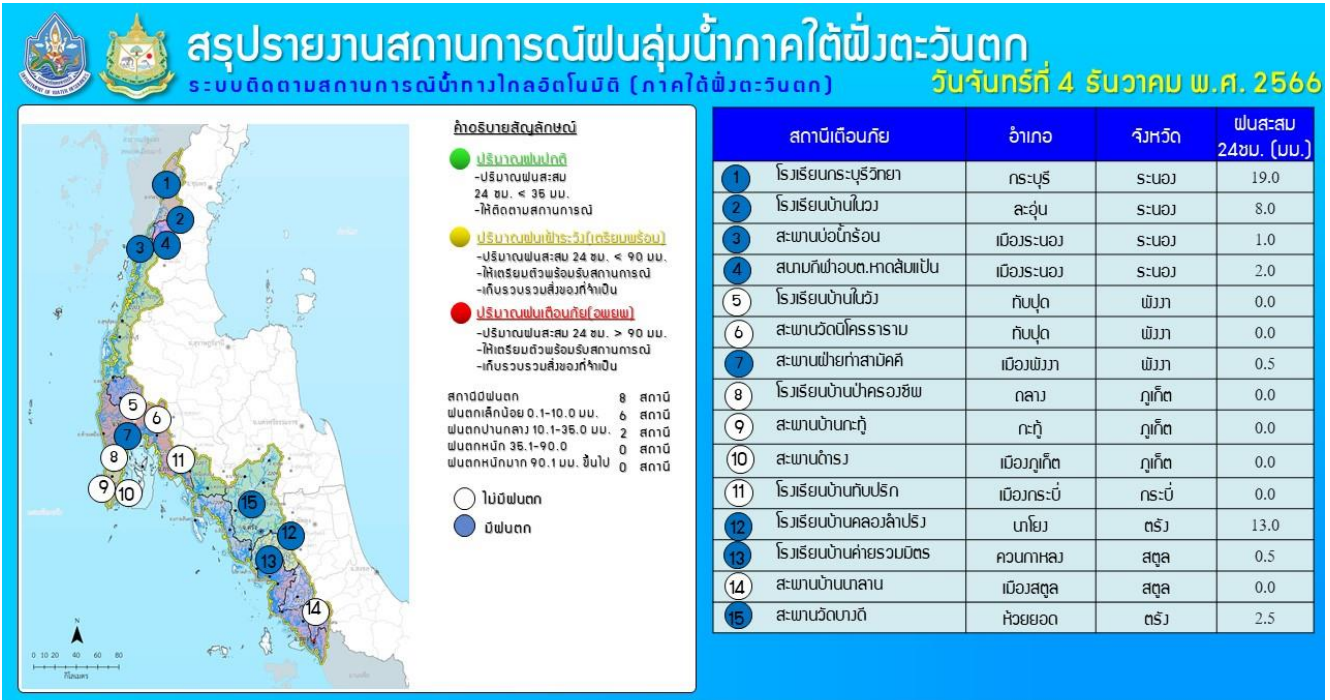 สรุปรายงานสถานการณ์ฝนลุ่มน้ำภาคใต้ฝั่งตะวันตก
ระบบติดตามสถานการณ์น้ำทางไกลอัตโนมัติ (ภาคใต้ฝั่งตะวันตก)
วันจันทร์ที่ 4 ธันวาคม พ.ศ. 2566
คำอธิบายสัญลักษณ์
ปริมาณฝนปกติ
-ปริมาณฝนสะสม
24 ชม. < 35 มม.
-ให้ติดตามสถานการณ์
ปริมาณฝนเฝ้าระวัง(เตรียมพร้อม)
-ปริมาณฝนสะสม 24 ชม. < 90 มม.
-ให้เตรียมตัวพร้อมรับสถานการณ์
-เก็บรวบรวมสิ่งของที่จำเป็น
ปริมาณฝนเตือนภัย(อพยพ)
-ปริมาณฝนสะสม 24 ชม. > 90 มม.
-ให้เตรียมตัวพร้อมรับสถานการณ์
-เก็บรวบรวมสิ่งของที่จำเป็น
สถานีมีฝนตก 8 สถานี
ฝนตกเล็กน้อย 0.1-10.0 มม. 6 สถานี
ฝนตกปานกลาง 10.1-35.0 มม. 2 สถานี
ฝนตกหนัก 35.1-90.0 0 สถานี
ฝนตกหนักมาก 90.1 มม. ขึ้นไป 0 สถานี
ไม่มีฝนตก
มีฝนตก
1
2
3 4
5
6
7
8
11
9
10
15
12
13
14
N
0 10 20 40 60 80
กิโลเมตร
สถานีเตือนภัย อำเภอ จังหวัด ฝนสะสม 24ชม. (มม.)
1 โรงเรียนกระบุรีวิทยา กระบุรี ระนอง 19.0
2 โรงเรียนบ้านในวง ละอุ่น ระนอง 8.0
3 สะพานบ่อน้ำร้อน เมืองระนอง ระนอง 1.0
4 สนามกีฬาอบต.หาดส้มแป้น เมืองระนอง ระนอง 2.0
5 โรงเรียนบ้านในวัง ทับปุด พังงา 0.0
6 สะพานวัดนิโครธาราม ทับปุด พังงา 0.0
7 สะพานฝ่ายท่าสามัคคี เมืองพังงา พังงา 0.5
8 โรงเรียนบ้านป่าครองชีพ ถลาง ภูเก็ต 0.0
9 สะพานบ้านกะทู้ กะทู้ ภูเก็ต 0.0
10 สะพานดำรง เมืองภูเก็ต ภูเก็ต 0.0
11 โรงเรียนบ้านทับปริก เมืองกระบี่ กระบี่ 0.0
12 โรงเรียนบ้านคลองลำปริง นาโยง ตรัง 13.0
13 โรงเรียนบ้านค่ายรวมมิตร ควนกาหลง สตูล 0.5
14 สะพานบ้านนาลาน เมืองสตูล สตูล 0.0
15 สะพานวัดบางดี ห้วยยอด ตรัง 2.5